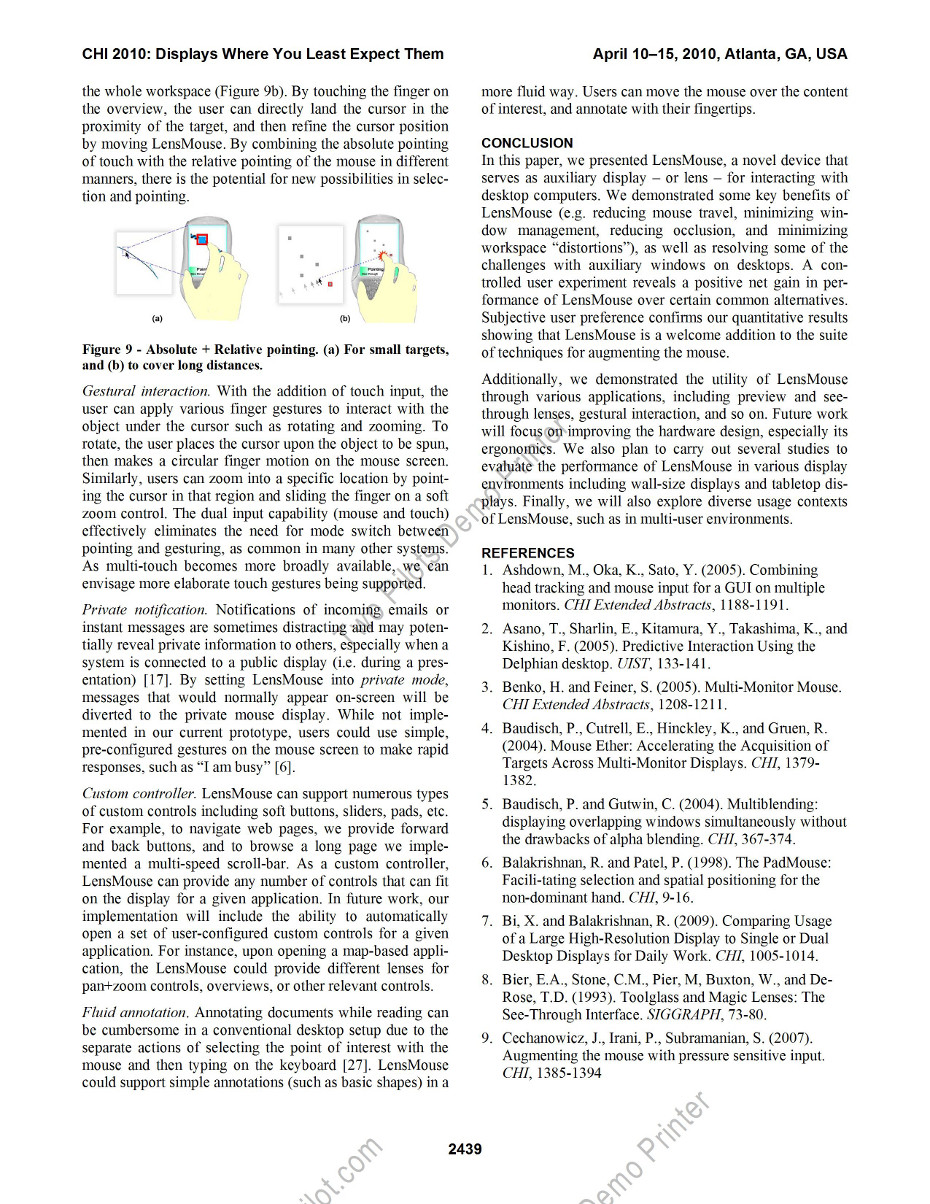 CHI 2010: Displays Where You Least Expect Them
April 10–15, 2010, Atlanta, GA, USA
the whole workspace (Figure 9b). By touching the finger on
the overview, the user can directly land the cursor in the
proximity of the target, and then refine the cursor position
by moving LensMouse. By combining the absolute pointing
of touch with the relative pointing of the mouse in different
manners, there is the potential for new possibilities in selec-
tion and pointing.
(a)
(b)
Figure 9 - Absolute + Relative pointing. (a) For small targets,
and (b) to cover long distances.
Gestural interaction. With the addition of touch input, the
user can apply various finger gestures to interact with the
object under the cursor such as rotating and zooming. To
rotate, the user places the cursor upon the object to be spun,
then makes a circular finger motion on the mouse screen.
Similarly, users can zoom into a specific location by point-
ing the cursor in that region and sliding the finger on a soft
zoom control. The dual input capability (mouse and touch)
effectively eliminates the need for mode switch between
pointing and gesturing, as common in many other systems.
As multi-touch becomes more broadly available, we can
envisage more elaborate touch gestures being supported.
Private notification. Notifications of incoming emails or
instant messages are sometimes distracting and may poten-
tially reveal private information to others, especially when a
system is connected to a public display (i.e. during a pres-
entation) [17]. By setting LensMouse into private mode,
messages that would normally appear on-screen will be
diverted to the private mouse display. While not imple-
mented in our current prototype, users could use simple,
pre-configured gestures on the mouse screen to make rapid
responses, such as “I am busy” [6].
Custom controller. LensMouse can support numerous types
of custom controls including soft buttons, sliders, pads, etc.
For example, to navigate web pages, we provide forward
and back buttons, and to browse a long page we imple-
mented a multi-speed scroll-bar. As a custom controller,
LensMouse can provide any number of controls that can fit
on the display for a given application. In future work, our
implementation will include the ability to automatically
open a set of user-configured custom controls for a given
application. For instance, upon opening a map-based appli-
cation, the LensMouse could provide different lenses for
pan+zoom controls, overviews, or other relevant controls.
Fluid annotation. Annotating documents while reading can
be cumbersome in a conventional desktop setup due to the
separate actions of selecting the point of interest with the
mouse and then typing on the keyboard [27]. LensMouse
could support simple annotations (such as basic shapes) in a
more fluid way. Users can move the mouse over the content
of interest, and annotate with their fingertips.
CONCLUSION
In this paper, we presented LensMouse, a novel device that
serves as auxiliary display – or lens – for interacting with
desktop computers. We demonstrated some key benefits of
LensMouse (e.g. reducing mouse travel, minimizing win-
dow management, reducing occlusion, and minimizing
workspace “distortions”), as well as resolving some of the
challenges with auxiliary windows on desktops. A con-
trolled user experiment reveals a positive net gain in per-
formance of LensMouse over certain common alternatives.
Subjective user preference confirms our quantitative results
showing that LensMouse is a welcome addition to the suite
of techniques for augmenting the mouse.
Additionally, we demonstrated the utility of LensMouse
through various applications, including preview and see-
through lenses, gestural interaction, and so on. Future work
will focus on improving the hardware design, especially its
ergonomics. We also plan to carry out several studies to
evaluate the performance of LensMouse in various display
environments including wall-size displays and tabletop dis-
plays. Finally, we will also explore diverse usage contexts
of LensMouse, such as in multi-user environments.
REFERENCES
1. Ashdown, M., Oka, K., Sato, Y. (2005). Combining
head tracking and mouse input for a GUI on multiple
monitors. CHI Extended Abstracts, 1188-1191.
2. Asano, T., Sharlin, E., Kitamura, Y., Takashima, K., and
Kishino, F. (2005). Predictive Interaction Using the
Delphian desktop. UIST, 133-141.
3. Benko, H. and Feiner, S. (2005). Multi-Monitor Mouse.
CHI Extended Abstracts, 1208-1211.
4. Baudisch, P., Cutrell, E., Hinckley, K., and Gruen, R.
(2004). Mouse Ether: Accelerating the Acquisition of
Targets Across Multi-Monitor Displays. CHI, 1379-
1382.
5. Baudisch, P. and Gutwin, C. (2004). Multiblending:
displaying overlapping windows simultaneously without
the drawbacks of alpha blending. CHI, 367-374.
6. Balakrishnan, R. and Patel, P. (1998). The PadMouse:
Facili-tating selection and spatial positioning for the
non-dominant hand. CHI, 9-16.
7. Bi, X. and Balakrishnan, R. (2009). Comparing Usage
of a Large High-Resolution Display to Single or Dual
Desktop Displays for Daily Work. CHI, 1005-1014.
8. Bier, E.A., Stone, C.M., Pier, M, Buxton, W., and De-
Rose, T.D. (1993). Toolglass and Magic Lenses: The
See-Through Interface. SIGGRAPH, 73-80.
9. Cechanowicz, J., Irani, P., Subramanian, S. (2007).
Augmenting the mouse with pressure sensitive input.
CHI, 1385-1394
2439
Two Pilots Demo Printer
ilot.com
Demo Printer